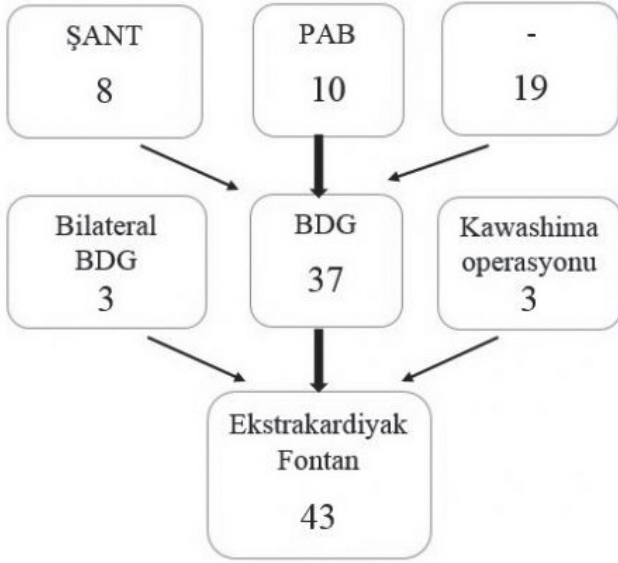 ŞANT
8
PAB
10
-
19
Bilateral
BDG
3
BDG
37
Kawashima
operasyonu
3
Ekstrakardiyak
Fontan
43